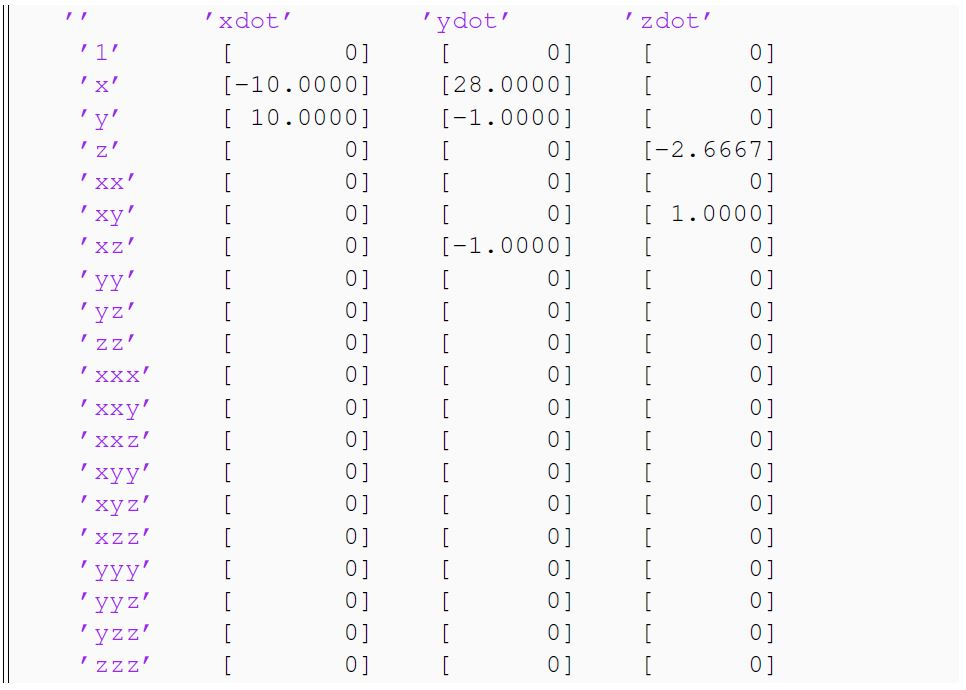 '' 'xdot' 'ydot' 'zdot'
'1' [ 0] [ 0] [ 0]
'x' [-10.0000] [28.0000] [ 0]
'y' [ 10.0000] [-1.0000] [ 0]
'z' [ 0] [ 0] [-2.6667]
'xx' [ 0] [ 0] [ 0]
'xy' [ 0] [ 0] [ 1.0000]
'xz' [ 0] [-1.0000] [ 0]
'yy' [ 0] [ 0] [ 0]
'yz' [ 0] [ 0] [ 0]
'zz' [ 0] [ 0] [ 0]
'xxx' [ 0] [ 0] [ 0]
'xxy' [ 0] [ 0] [ 0]
'xxz' [ 0] [ 0] [ 0]
'xyy' [ 0] [ 0] [ 0]
'xyz' [ 0] [ 0] [ 0]
'xzz' [ 0] [ 0] [ 0]
'yyy' [ 0] [ 0] [ 0]
'yyz' [ 0] [ 0] [ 0]
'yzz' [ 0] [ 0] [ 0]
'zzz' [ 0] [ 0] [ 0]